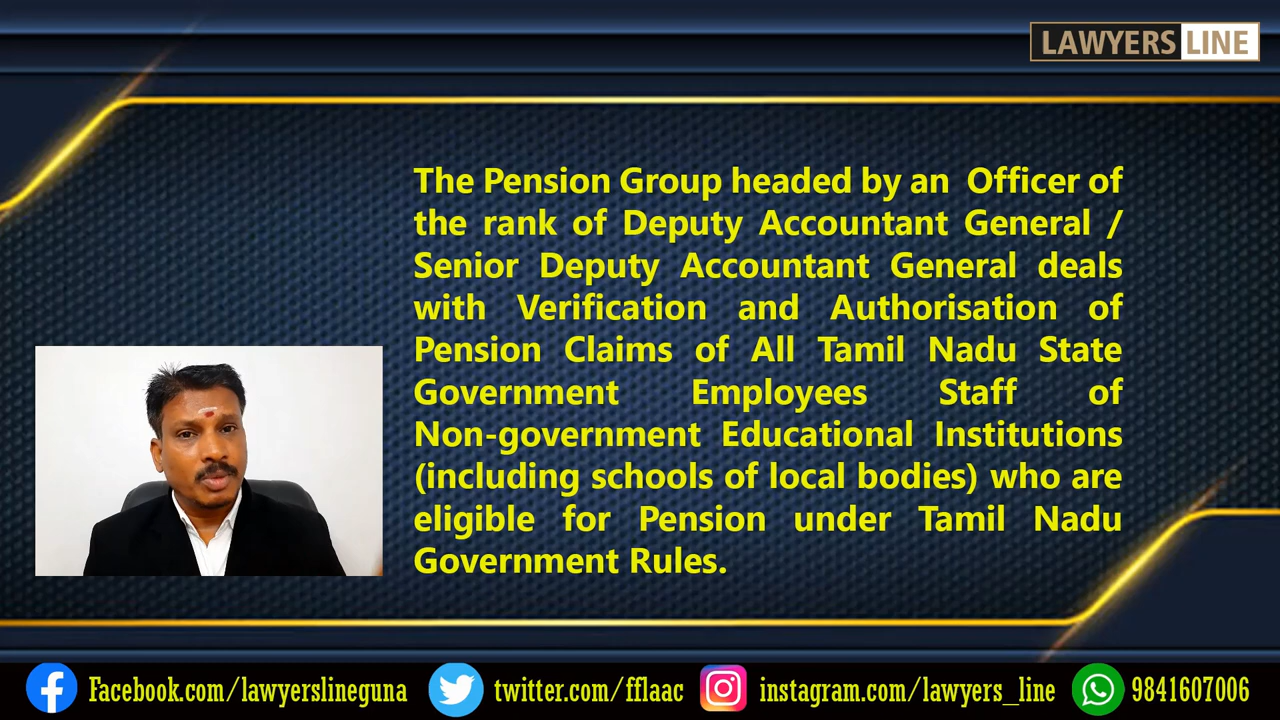 LAWYERS LINE
The Pension Group headed by an Officer of
the rank of Deputy Accountant General /
Senior Deputy Accountant General deals
with Verification and Authorisation of
Pension Claims of All Tamil Nadu State
Government Employees Staff of
Non-government Educational Institutions
(including schools of local bodies) who are
eligible for Pension under Tamil Nadu
Government Rules.
Facebook.com/lawyerslineguna twitter.com/fflaac instagram.com/lawyers_line 9841607006